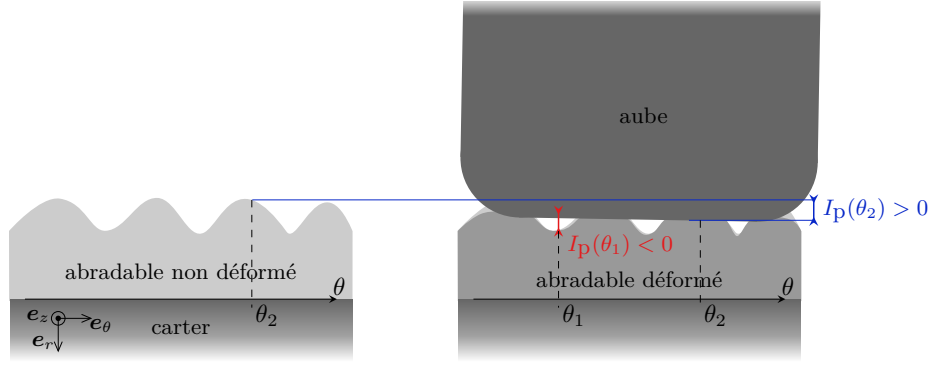 aube
I_p(θ_2) > 0
I_p(θ_1) < 0
abradable non déformé
abradable déformé
θ
θ
e_z
e_θ
e_r
carter
θ_2
θ_1
θ_2